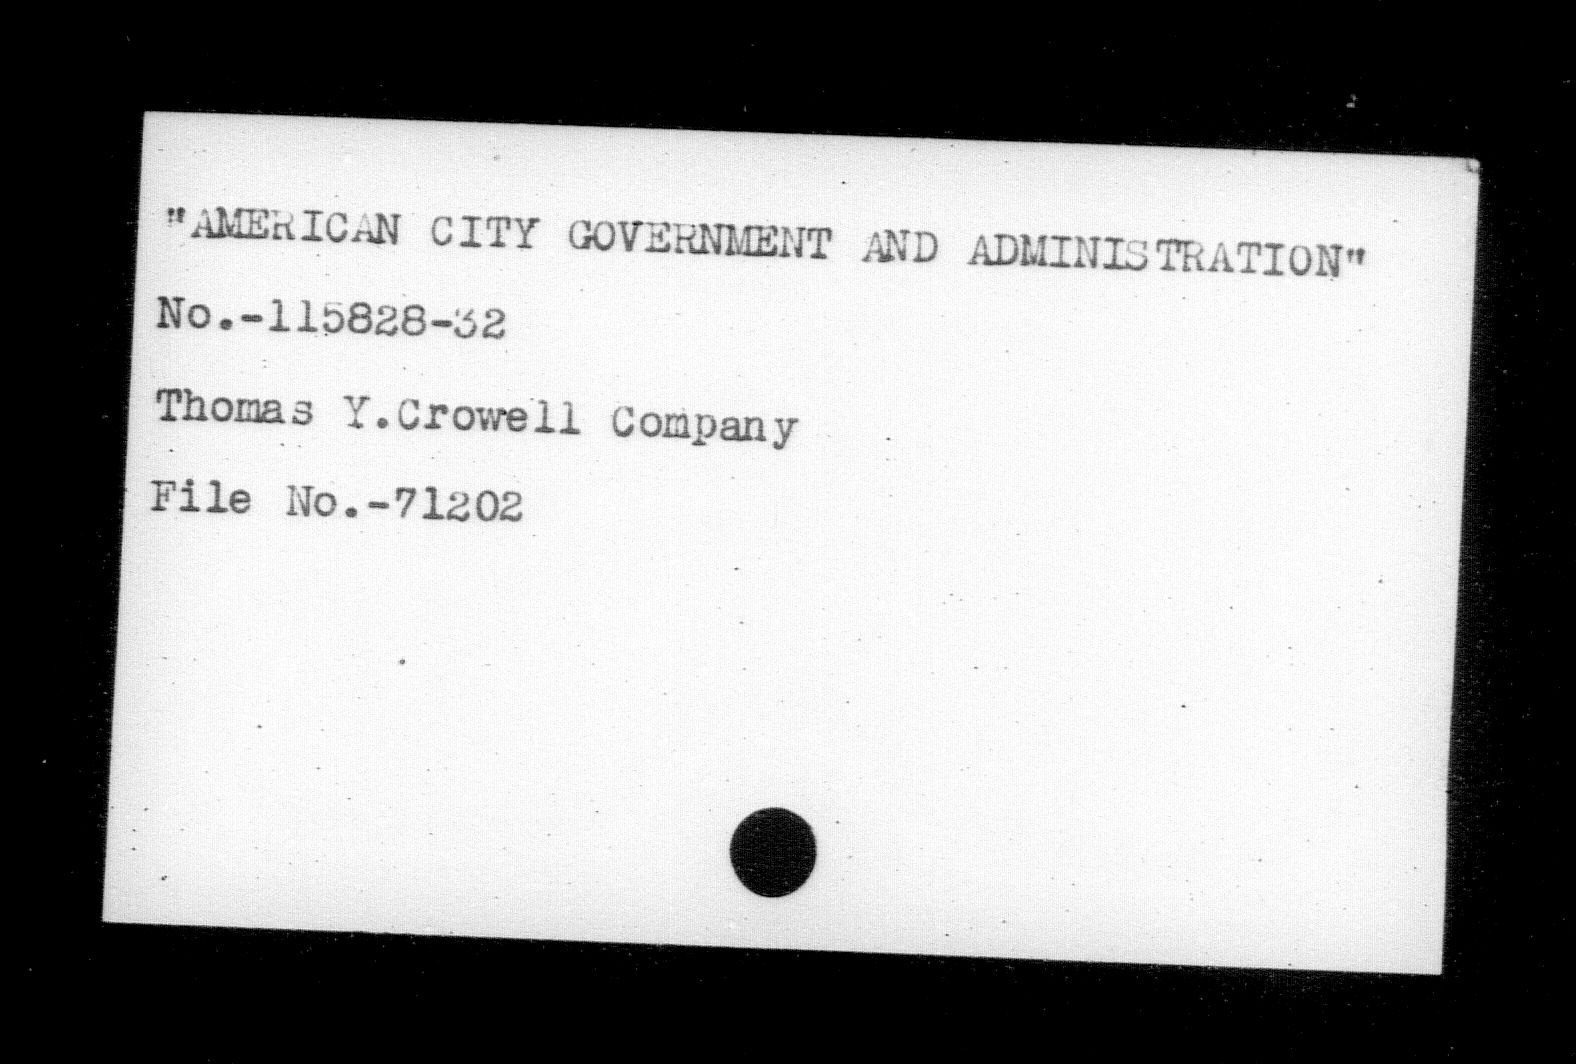 "AMERICAN CITY GOVERNMENT AND ADMINISTRATION"
No.-115828-32
Thomas Y.Crowell Company
File No.-71202